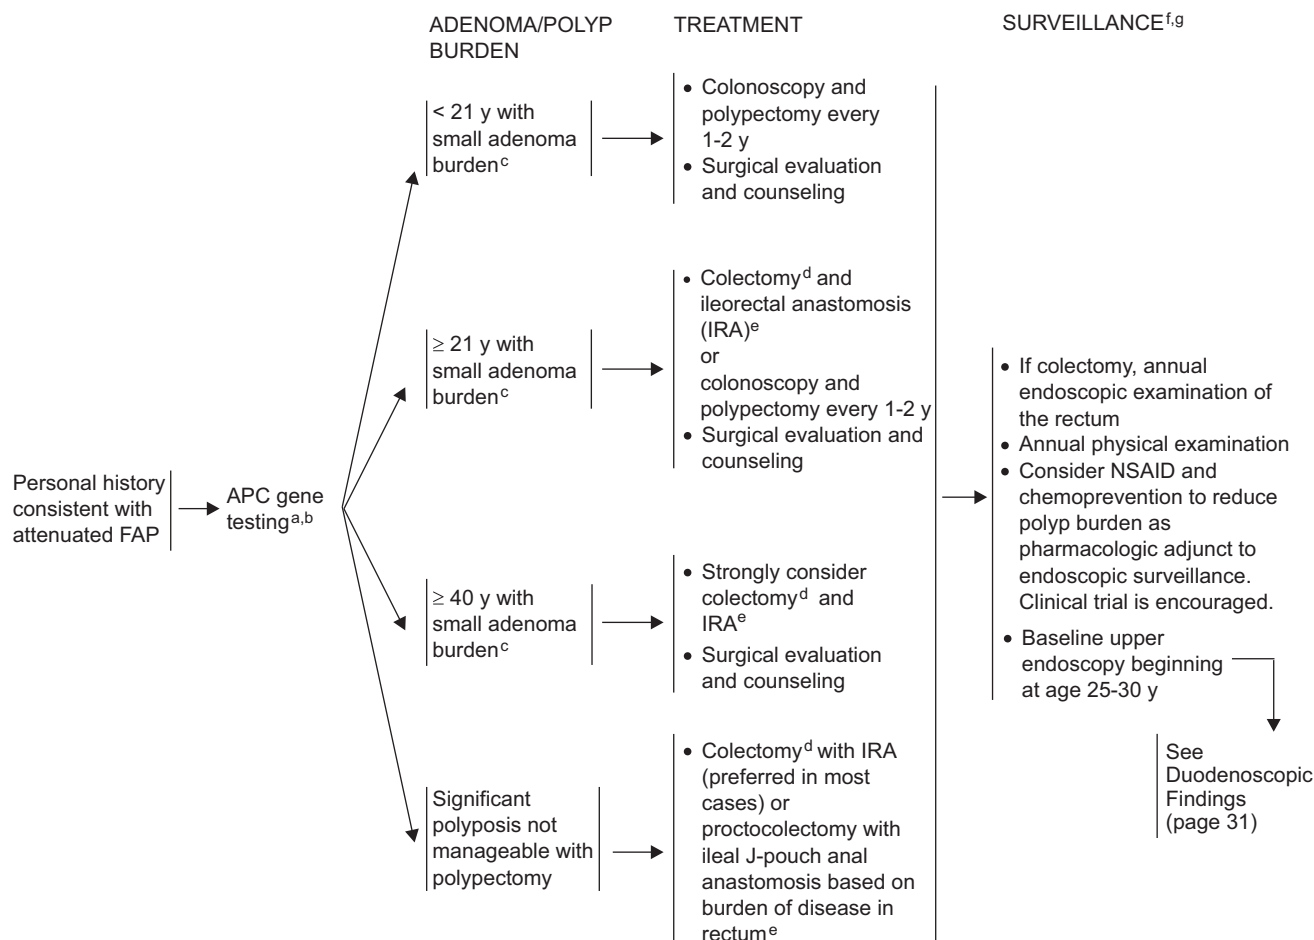 ADENOMA/POLYP
BURDEN
TREATMENT
SURVEILLANCEf,g
Personal history
consistent with
attenuated FAP
APC gene
testinga,b
< 21 y with
small adenoma
burdenc
• Colonoscopy and
polypectomy every
1-2 y
• Surgical evaluation
and counseling
≥ 21 y with
small adenoma
burdenc
• Colectomyd and
ileorectal anastomosis
(IRA)e
or
colonoscopy and
polypectomy every 1-2 y
• Surgical evaluation and
counseling
≥ 40 y with
small adenoma
burdenc
• Strongly consider
colectomyd and
IRAe
• Surgical evaluation
and counseling
Significant
polyposis not
manageable with
polypectomy
• Colectomyd with IRA
(preferred in most
cases) or
proctocolectomy with
ileal J-pouch anal
anastomosis based on
burden of disease in
rectume
• If colectomy, annual
endoscopic examination of
the rectum
• Annual physical examination
• Consider NSAID and
chemoprevention to reduce
polyp burden as
pharmacologic adjunct to
endoscopic surveillance.
Clinical trial is encouraged.
• Baseline upper
endoscopy beginning
at age 25-30 y
See
Duodenoscopic
Findings
(page 31)